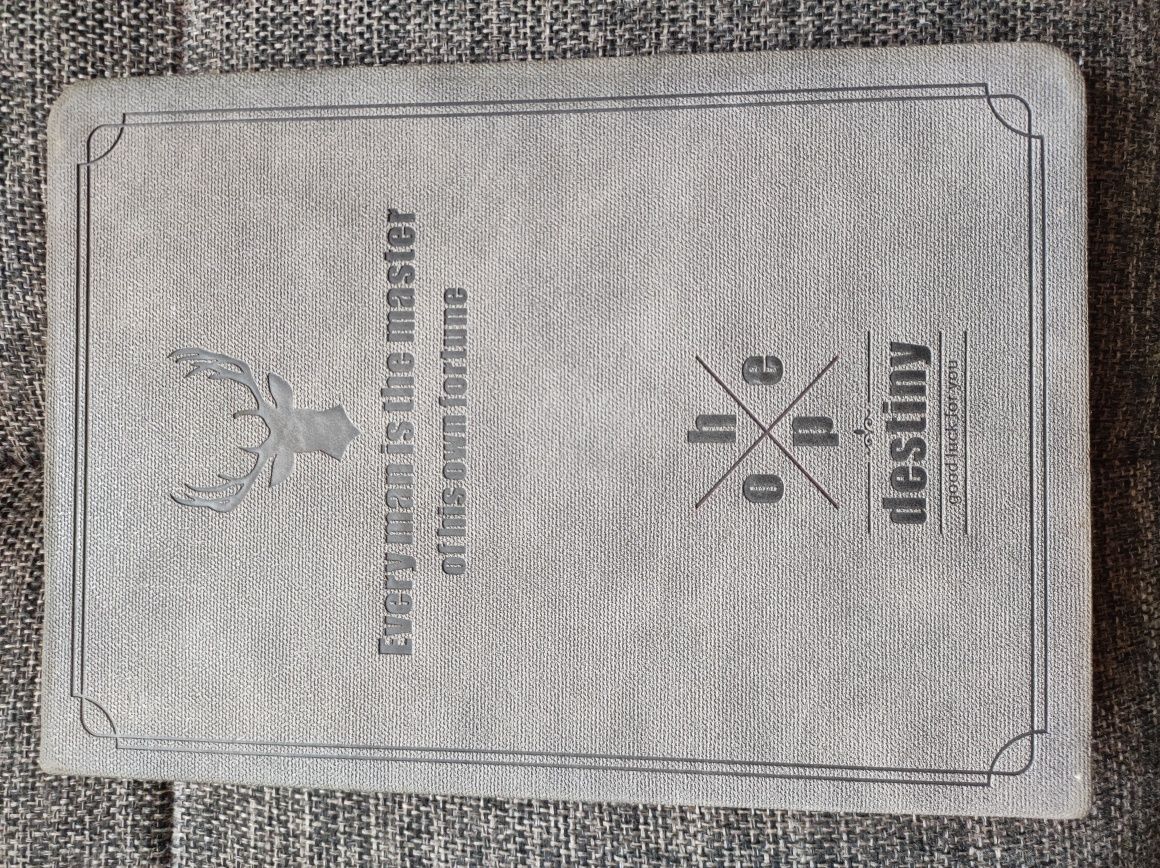 Every man is the master
of his own fortune
h
o e
p
destiny
good luck for you